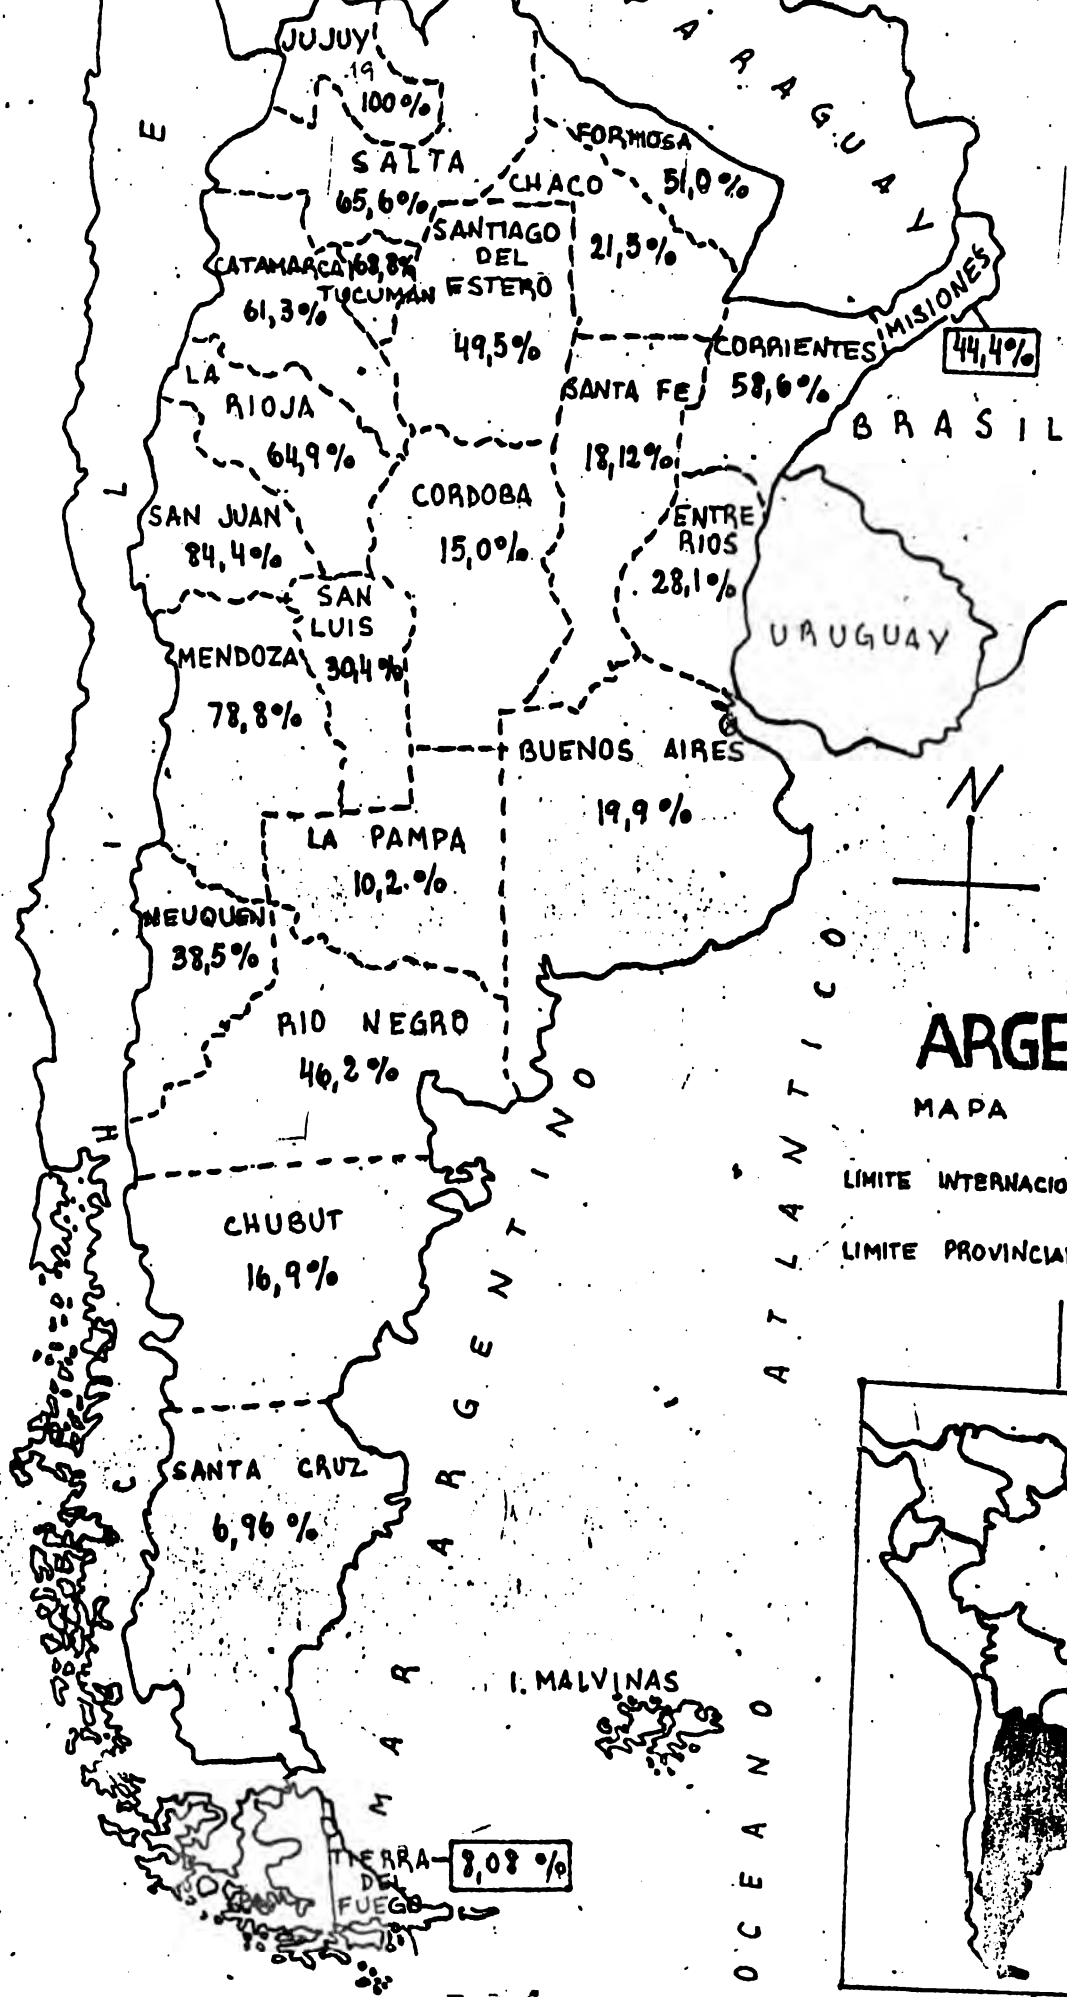 JUJUY
19
100%
SALTA
65,6%
FORMOSA
51,0%
CHACO
21,5%
PARAGUAY
CATAMARCA
61,3%
68,8%
TUCUMAN
SANTIAGO
DEL
ESTERO
49,5%
MISIONES
44,4%
CORRIENTES
58,6%
SANTA FE
18,12%
BRASIL
LA
RIOJA
64,9%
CORDOBA
15,0%
SAN JUAN
84,4%
ENTRE
RIOS
28,1%
URUGUAY
SAN
LUIS
30,4%
MENDOZA
78,8%
BUENOS AIRES
19,9%
LA PAMPA
10,2.%
NEUQUEN
38,5%
RIO NEGRO
46,2%
CHUBUT
16,9%
SANTA CRUZ
6,96 %
TIERRA
DEL
FUEGO
8,08 %
I. MALVINAS
CHILE
MAR ARGENTINO
OCEANO ATLANTICO
N
ARGE
MAPA
LIMITE INTERNACIO
LIMITE PROVINCIA